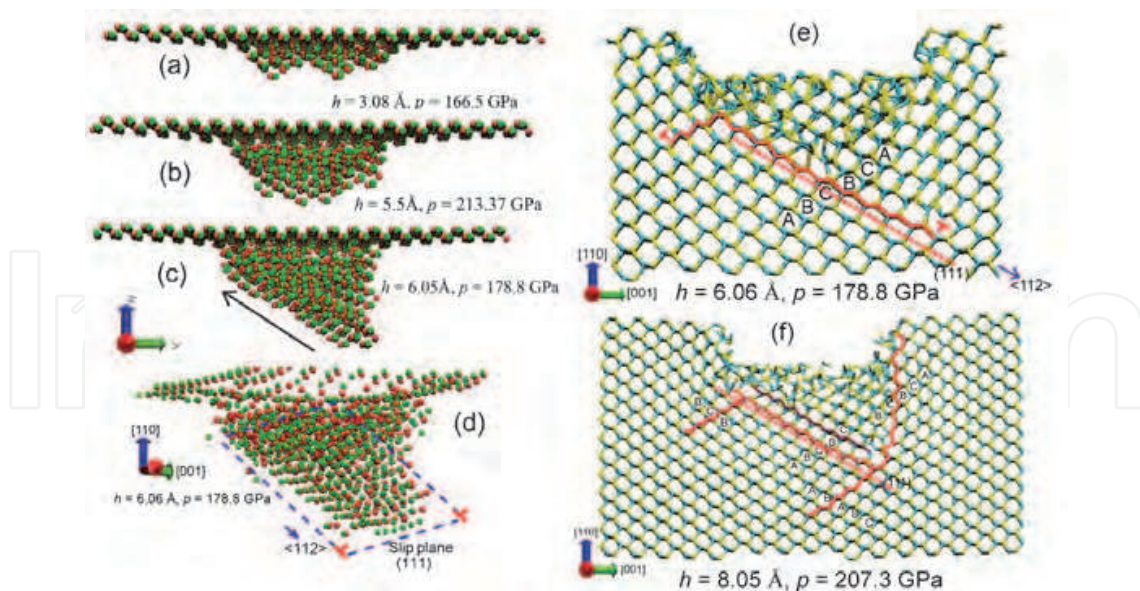 (a)
h = 3.08 Å, p = 166.5 GPa
(b)
h = 5.5Å, p = 213.37 GPa
(c)
h = 6.05Å, p = 178.8 GPa
(d)
[110]
[001]
h = 6.06 Å, p = 178.8 GPa
<112>
Slip plane
(111)
(e)
A
C
B
C
B
A
(111)
<112>
[110]
[001]
h = 6.06 Å, p = 178.8 GPa
(f)
[110]
[001]
h = 8.05 Å, p = 207.3 GPa